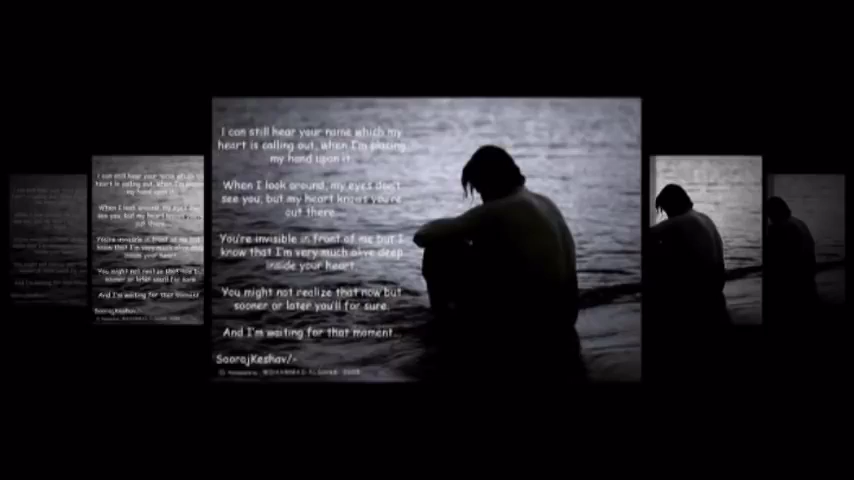 I can still hear your name which my
heart is calling out, when I'm placing
my hand upon it
When I look around, my eyes don't
see you, but my heart knows you're
out there...
You're invisible in front of me but I
know that I'm very much alive deep
inside your heart
You might not realize that now but
sooner or later you'll for sure.
And I'm waiting for that moment...
SoorajKeshav/-